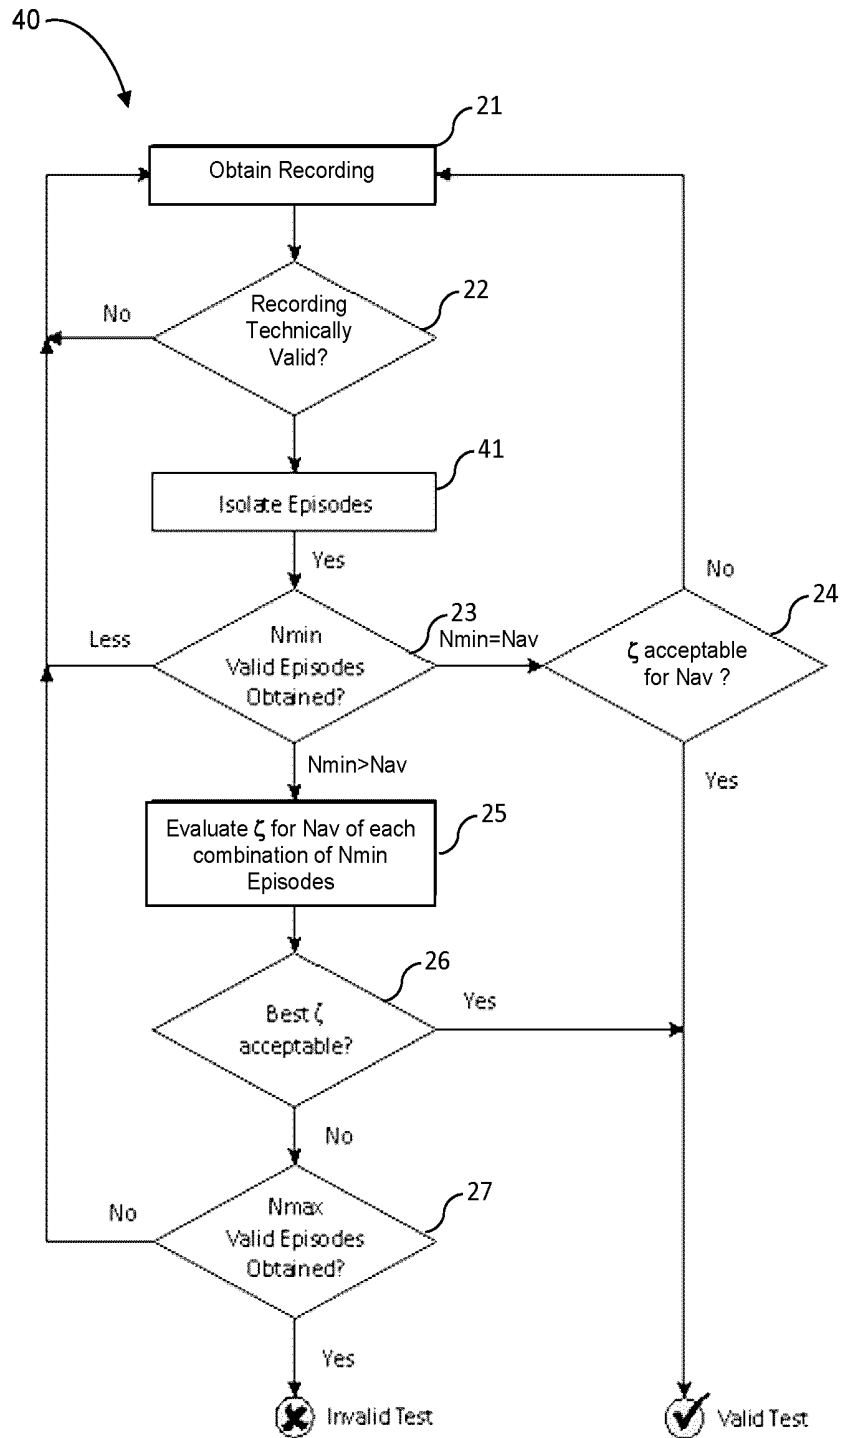 40
21
Obtain Recording
22
No
Recording
Technically
Valid?
41
Isolate Episodes
Yes
No
24
23
Less
Nmin
Valid Episodes
Obtained?
Nmin=Nav
ζ acceptable
for Nav ?
Nmin>Nav
Yes
25
Evaluate ζ for Nav of each
combination of Nmin
Episodes
26
Yes
Best ζ
acceptable?
No
27
No
Nmax
Valid Episodes
Obtained?
Yes
Invalid Test
Valid Test